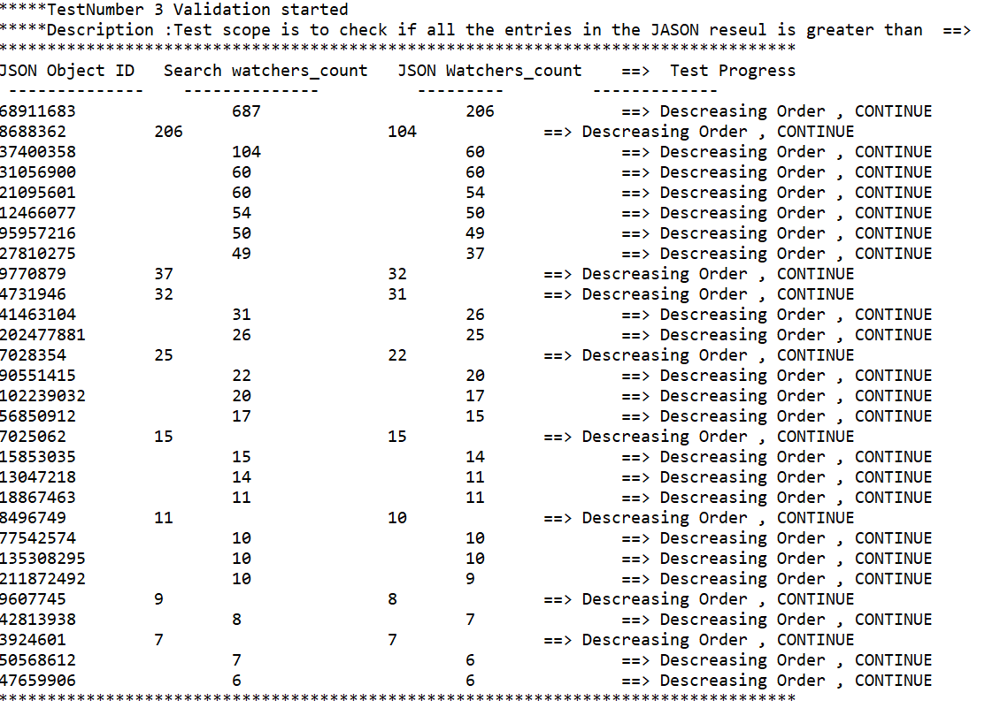 *****TestNumber 3 Validation started
*****Description :Test scope is to check if all the entries in the JASON reseul is greater than  ==>
**********************************************************************************
JSON Object ID   Search watchers_count   JSON Watchers_count    ==>  Test Progress
 --------------    --------------          ---------         -------------
68911683                687                     206             ==> Descreasing Order , CONTINUE
8688362         206                     104             ==> Descreasing Order , CONTINUE
37400358                104                     60              ==> Descreasing Order , CONTINUE
31056900                60                      60              ==> Descreasing Order , CONTINUE
21095601                60                      54              ==> Descreasing Order , CONTINUE
12466077                54                      50              ==> Descreasing Order , CONTINUE
95957216                50                      49              ==> Descreasing Order , CONTINUE
27810275                49                      37              ==> Descreasing Order , CONTINUE
9770879         37                      32              ==> Descreasing Order , CONTINUE
4731946         32                      31              ==> Descreasing Order , CONTINUE
41463104                31                      26              ==> Descreasing Order , CONTINUE
202477881               26                      25              ==> Descreasing Order , CONTINUE
7028354         25                      22              ==> Descreasing Order , CONTINUE
90551415                22                      20              ==> Descreasing Order , CONTINUE
102239032               20                      17              ==> Descreasing Order , CONTINUE
56850912                17                      15              ==> Descreasing Order , CONTINUE
7025062         15                      15              ==> Descreasing Order , CONTINUE
15853035                15                      14              ==> Descreasing Order , CONTINUE
13047218                14                      11              ==> Descreasing Order , CONTINUE
18867463                11                      11              ==> Descreasing Order , CONTINUE
8496749         11                      10              ==> Descreasing Order , CONTINUE
77542574                10                      10              ==> Descreasing Order , CONTINUE
135308295               10                      10              ==> Descreasing Order , CONTINUE
211872492               10                      9               ==> Descreasing Order , CONTINUE
9607745         9                       8               ==> Descreasing Order , CONTINUE
42813938                8                       7               ==> Descreasing Order , CONTINUE
3924601         7                       7               ==> Descreasing Order , CONTINUE
50568612                7                       6               ==> Descreasing Order , CONTINUE
47659906                6                       6               ==> Descreasing Order , CONTINUE
**********************************************************************************